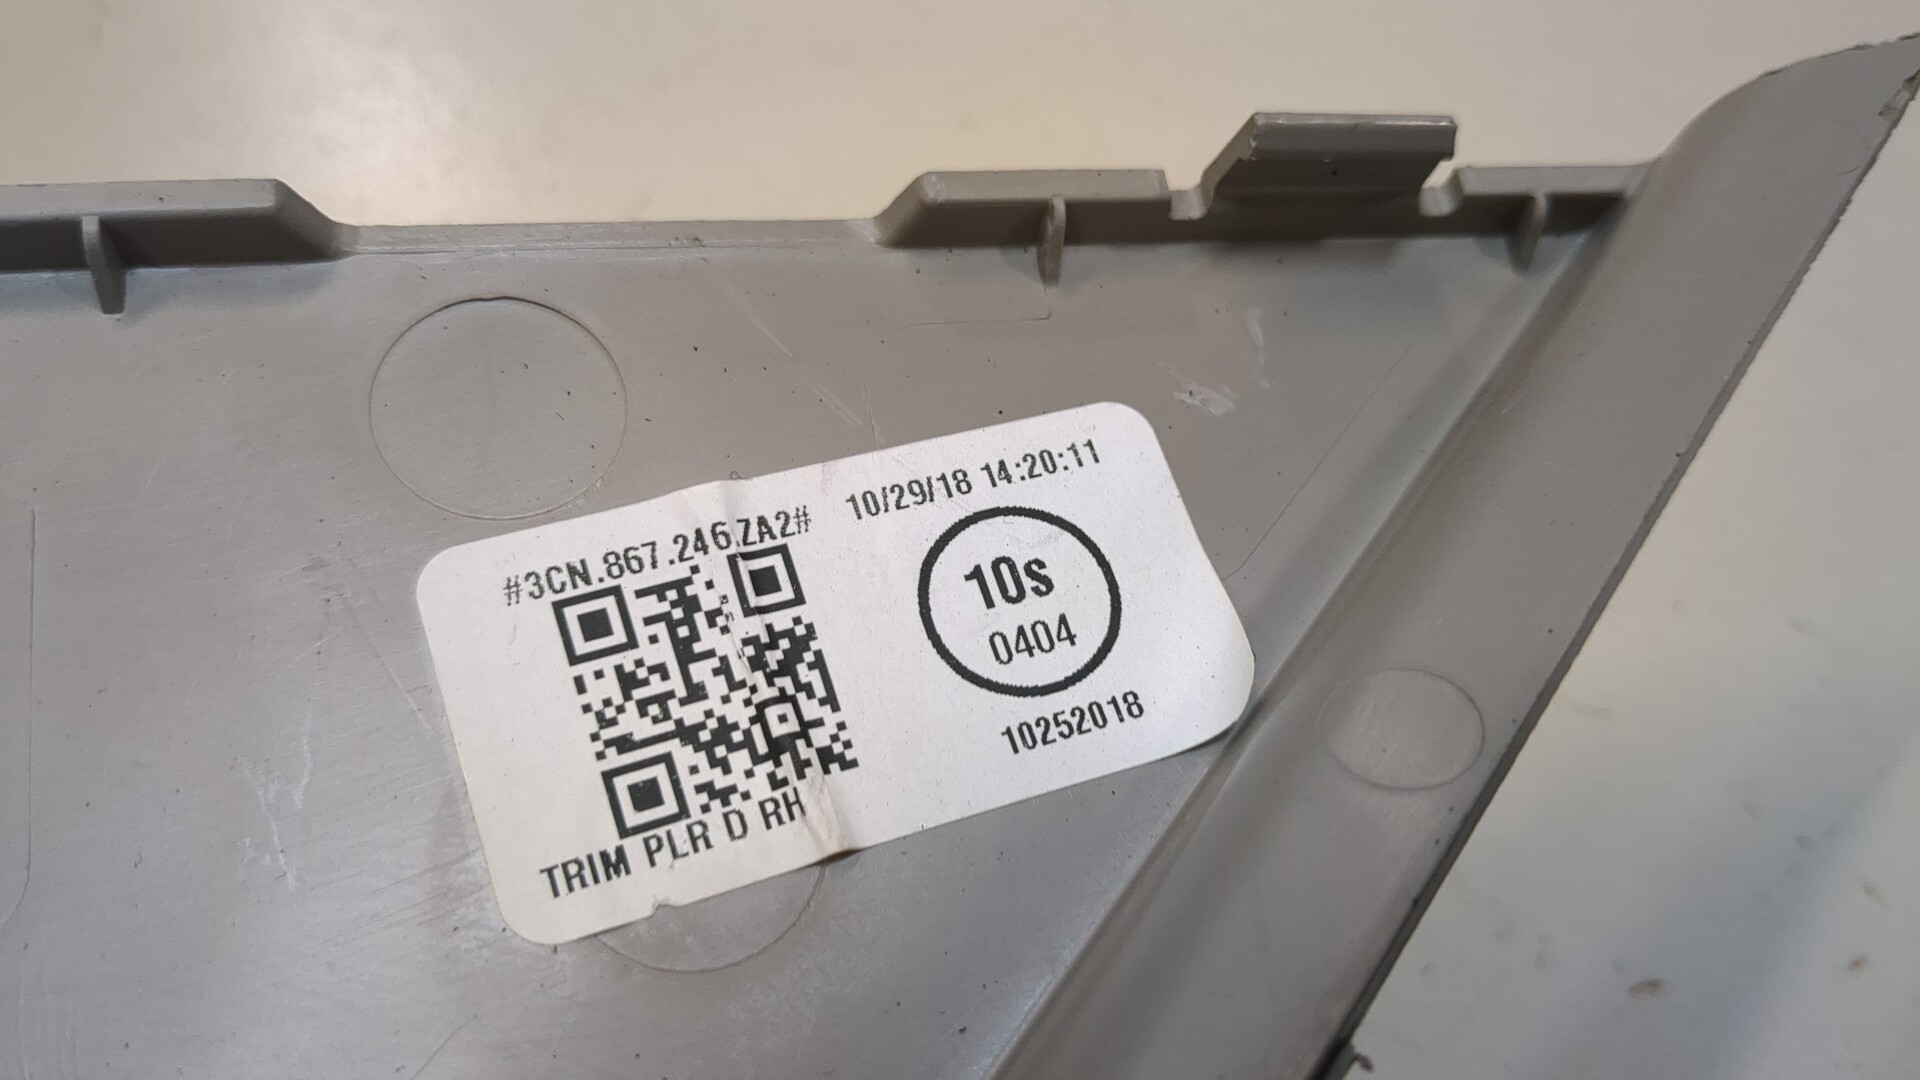 #3CN.867.246.ZA2#
TRIM PLR D RH
10/29/18 14:20:11
10s
0404
10252018